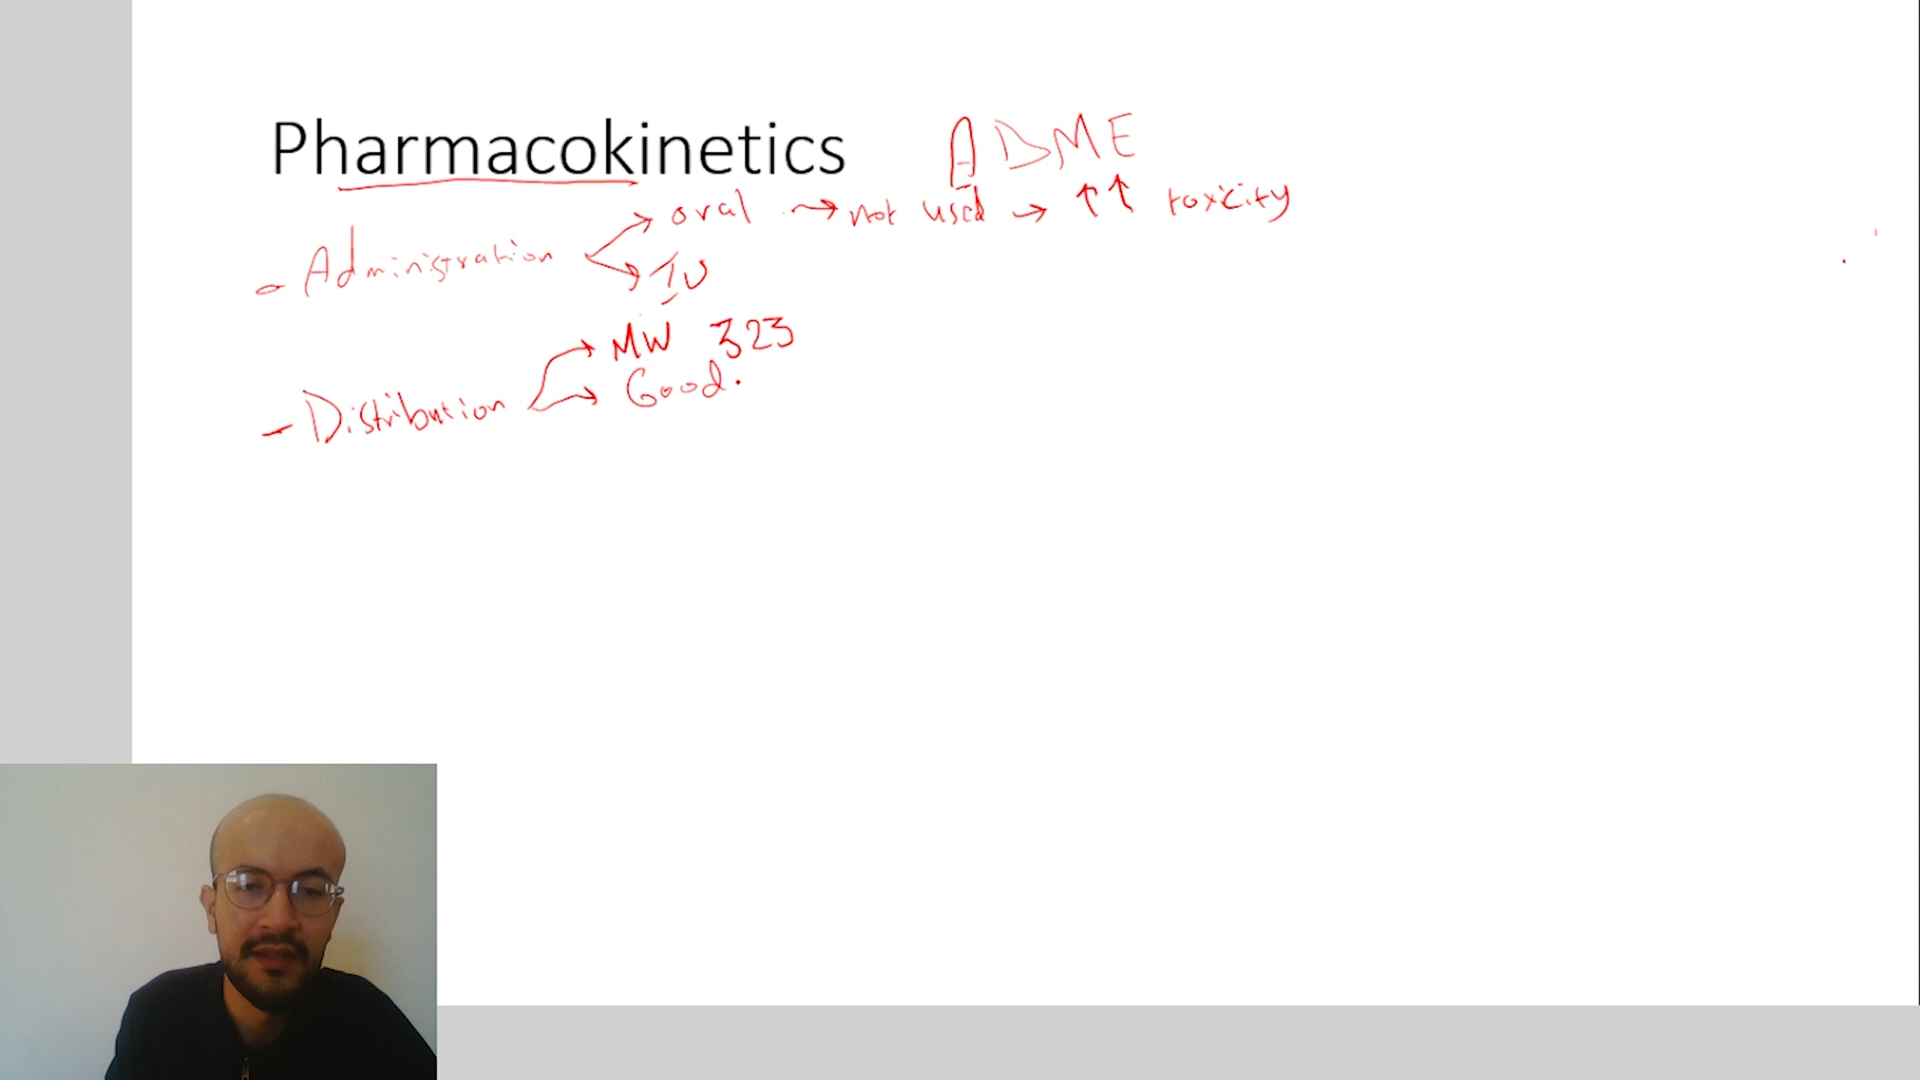 Pharmacokinetics ADME
- Administration → oral → not used → ↑↑ toxicity
→ IV
- Distribution → MW 323
→ Good.